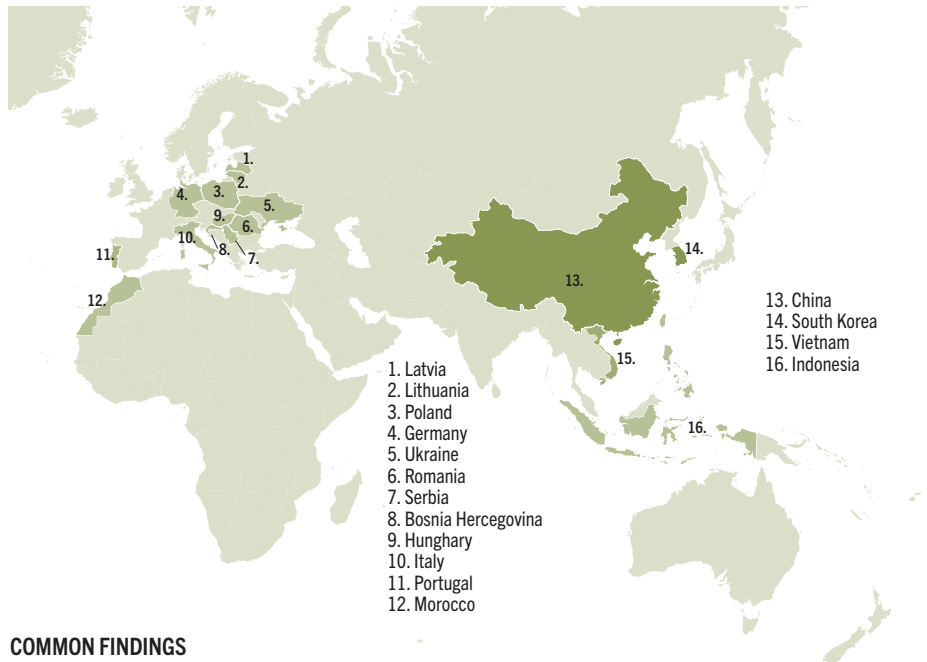 1.
2.
3.
4.
5.
9.
6.
10.
8.
7.
11.
12.
13.
14.
15.
16.
13. China
14. South Korea
15. Vietnam
16. Indonesia
1. Latvia
2. Lithuania
3. Poland
4. Germany
5. Ukraine
6. Romania
7. Serbia
8. Bosnia Hercegovina
9. Hunghary
10. Italy
11. Portugal
12. Morocco
COMMON FINDINGS